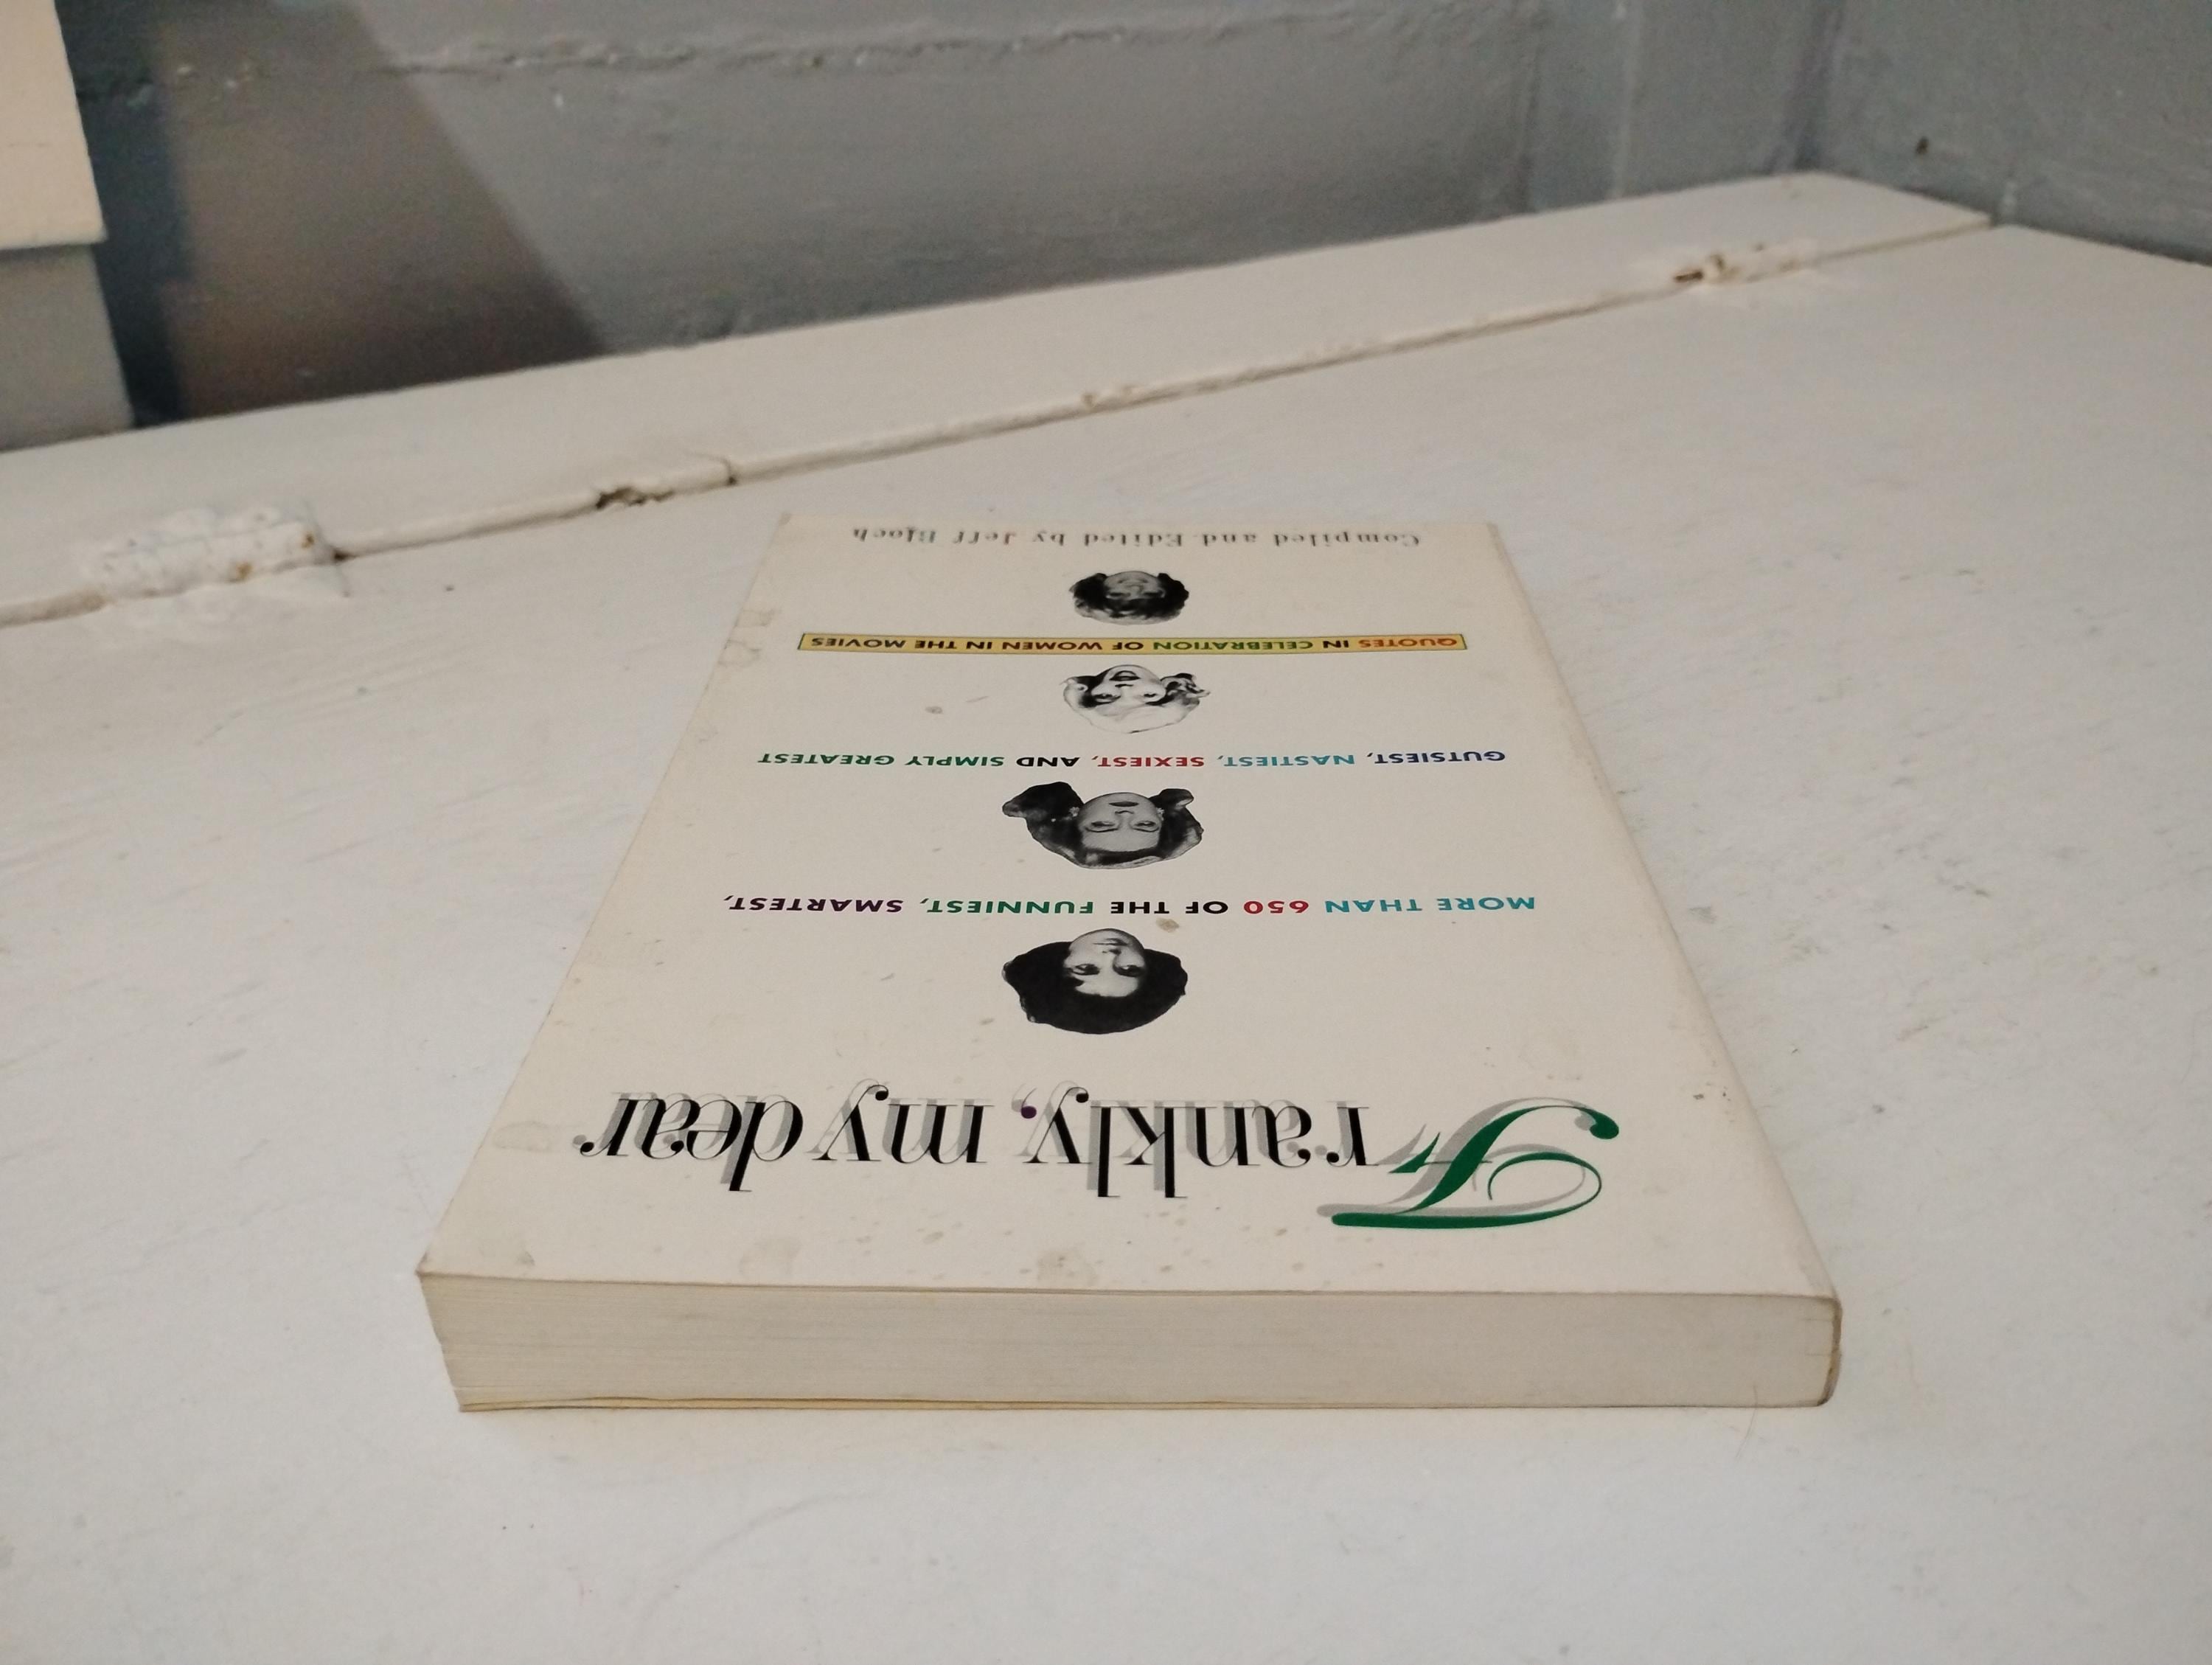 Frankly, my dear
MORE THAN 650 OF THE FUNNIEST, SMARTEST,
GUTSIEST, NASTIEST, SEXIEST, AND SIMPLY GREATEST
QUOTES IN CELEBRATION OF WOMEN IN THE MOVIES
Compiled and Edited by Jeff Bloch